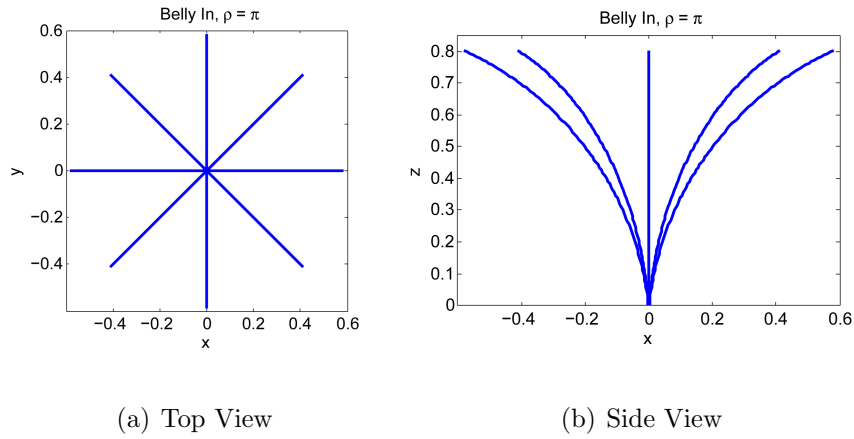 Belly In, ρ = π
0.6
0.4
0.2
0
−0.2
−0.4
y
−0.4 −0.2 0 0.2 0.4 0.6
x
(a) Top View
Belly In, ρ = π
0.8
0.7
0.6
0.5
0.4
0.3
0.2
0.1
0
z
−0.4 −0.2 0 0.2 0.4 0.6
x
(b) Side View